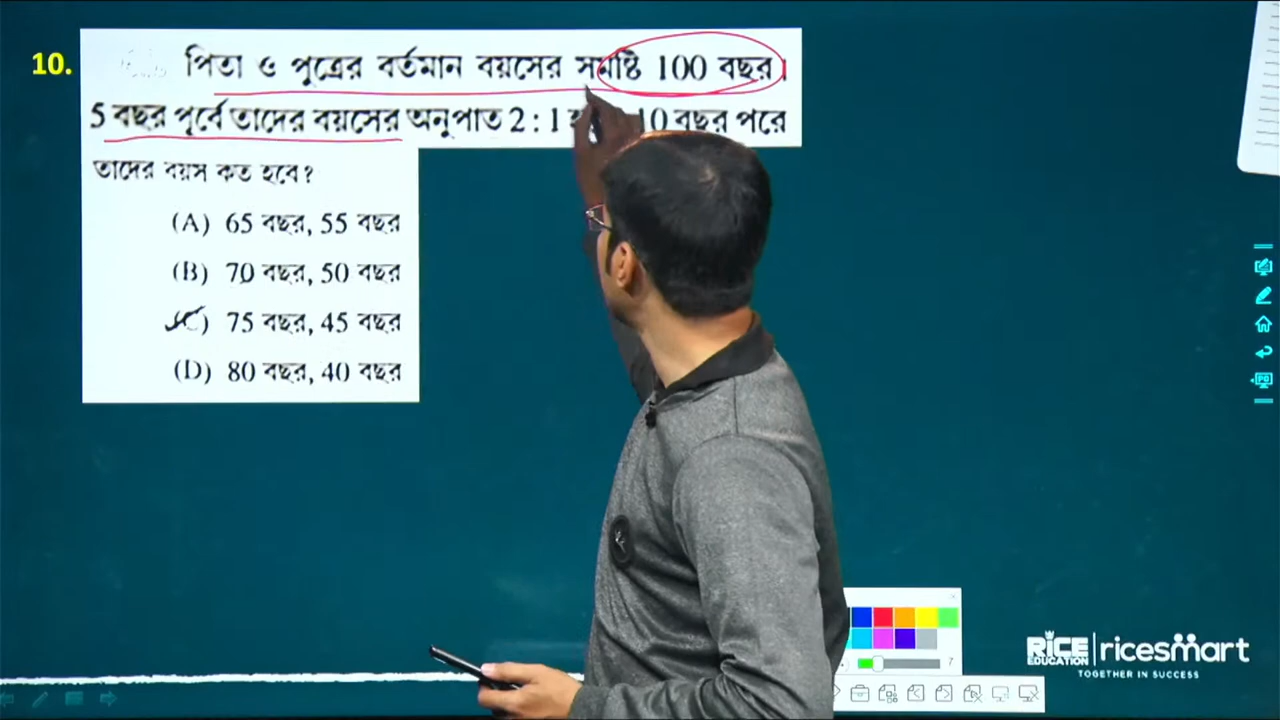 10. পিতা ও পুত্রের বর্তমান বয়সের সমষ্টি 100 বছর।
5 বছর পূর্বে তাদের বয়সের অনুপাত 2 : 1 10 বছর পরে
তাদের বয়স কত হবে?
(A) 65 বছর, 55 বছর
(B) 70 বছর, 50 বছর
(C) 75 বছর, 45 বছর
(D) 80 বছর, 40 বছর
7
RICE EDUCATION ricesmart
TOGETHER IN SUCCESS